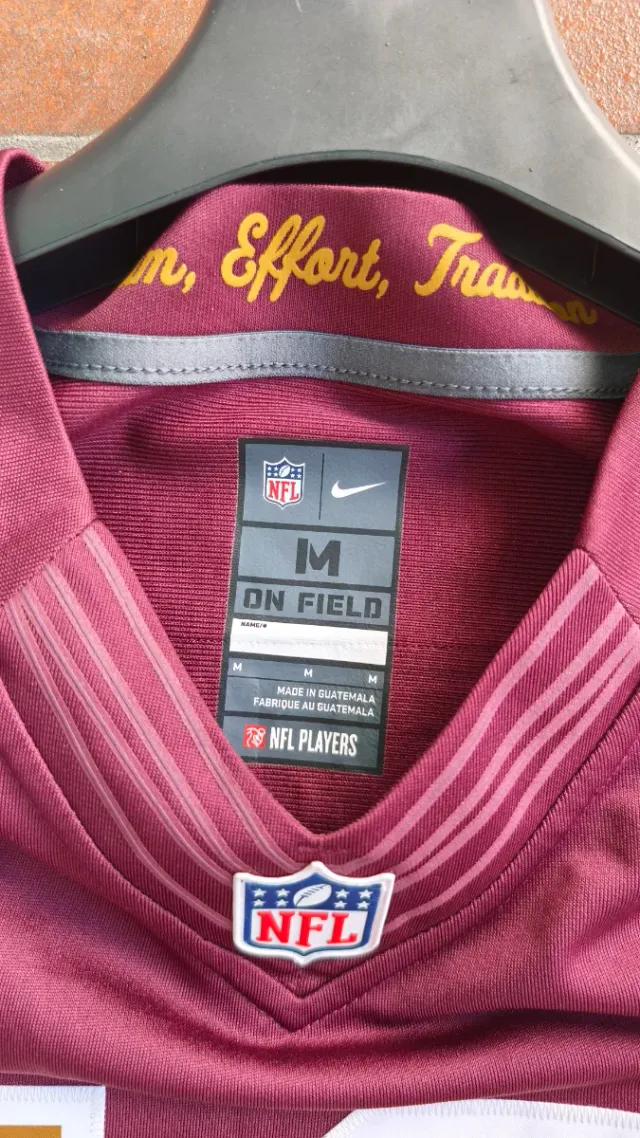 Effort,
NFL
M
ON FIELD
NAME/#
M M M
MADE IN GUATEMALA
FABRIQUE AU GUATEMALA
NFL PLAYERS
NFL